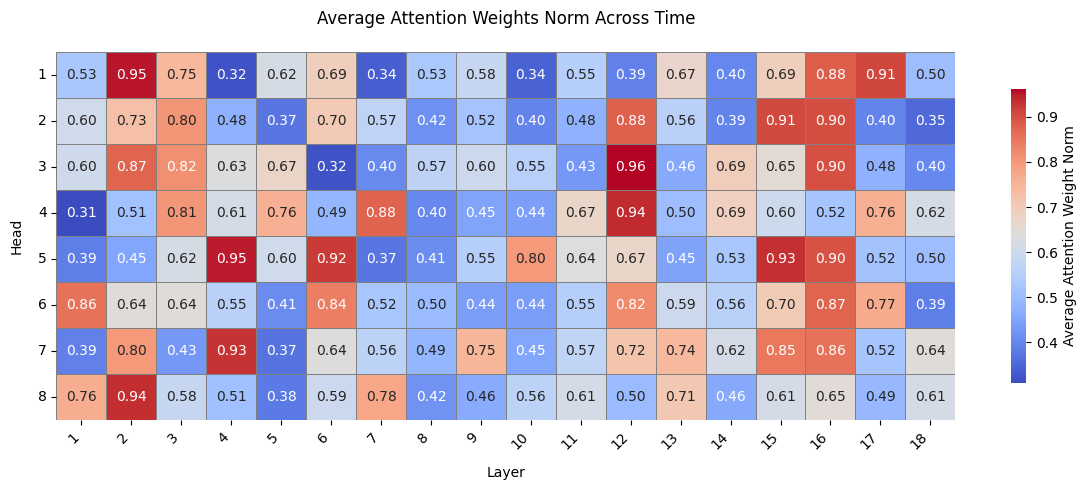 Average Attention Weights Norm Across Time
1 0.53 0.95 0.75 0.32 0.62 0.69 0.34 0.53 0.58 0.34 0.55 0.39 0.67 0.40 0.69 0.88 0.91 0.50
2 0.60 0.73 0.80 0.48 0.37 0.70 0.57 0.42 0.52 0.40 0.48 0.88 0.56 0.39 0.91 0.90 0.40 0.35
3 0.60 0.87 0.82 0.63 0.67 0.32 0.40 0.57 0.60 0.55 0.43 0.96 0.46 0.69 0.65 0.90 0.48 0.40
4 0.31 0.51 0.81 0.61 0.76 0.49 0.88 0.40 0.45 0.44 0.67 0.94 0.50 0.69 0.60 0.52 0.76 0.62
5 0.39 0.45 0.62 0.95 0.60 0.92 0.37 0.41 0.55 0.80 0.64 0.67 0.45 0.53 0.93 0.90 0.52 0.50
6 0.86 0.64 0.64 0.55 0.41 0.84 0.52 0.50 0.44 0.44 0.55 0.82 0.59 0.56 0.70 0.87 0.77 0.39
7 0.39 0.80 0.43 0.93 0.37 0.64 0.56 0.49 0.75 0.45 0.57 0.72 0.74 0.62 0.85 0.86 0.52 0.64
8 0.76 0.94 0.58 0.51 0.38 0.59 0.78 0.42 0.46 0.56 0.61 0.50 0.71 0.46 0.61 0.65 0.49 0.61
1 2 3 4 5 6 7 8 9 10 11 12 13 14 15 16 17 18
Layer
Head
0.9
0.8
0.7
0.6
0.5
0.4
Average Attention Weight Norm